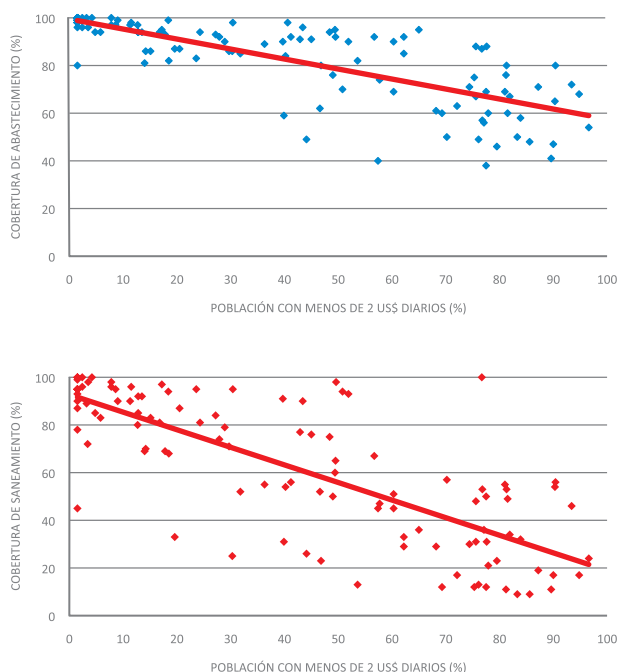 COBERTURA DE ABASTECIMIENTO (%)
100
80
60
40
20
0
0 10 20 30 40 50 60 70 80 90 100
POBLACIÓN CON MENOS DE 2 US$ DIARIOS (%)
COBERTURA DE SANEAMIENTO (%)
100
80
60
40
20
0
0 10 20 30 40 50 60 70 80 90 100
POBLACIÓN CON MENOS DE 2 US$ DIARIOS (%)